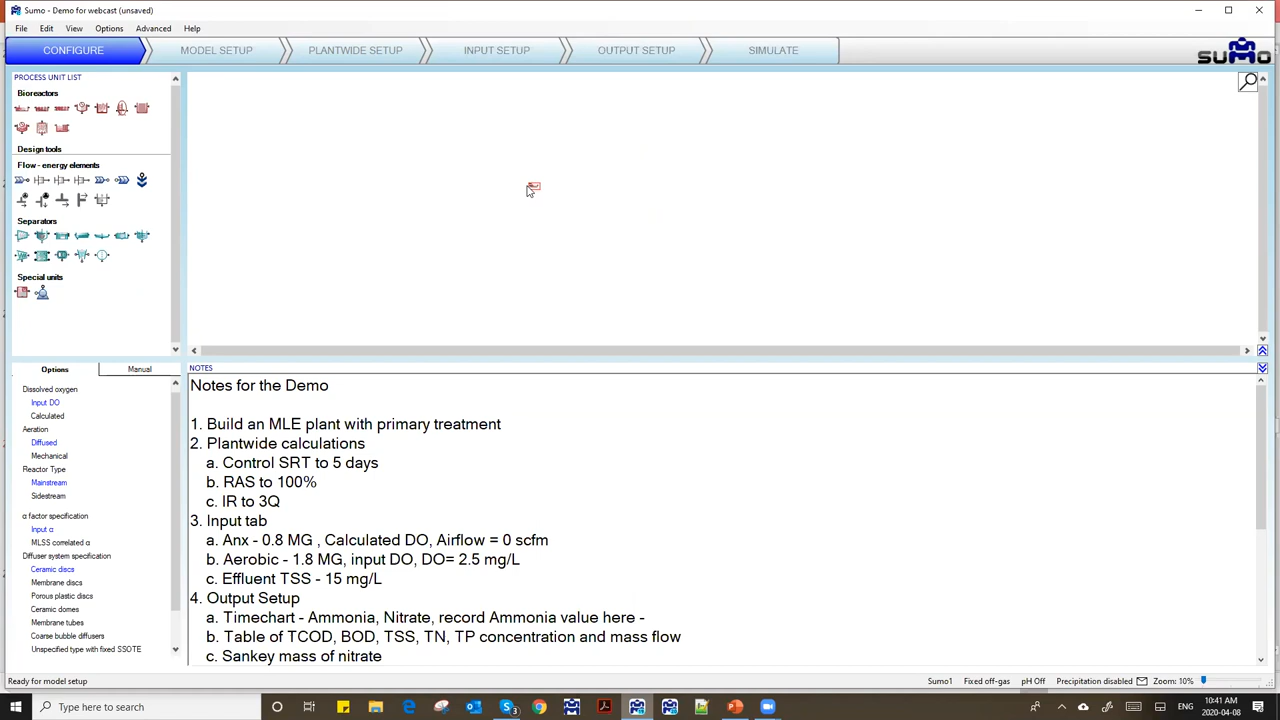 Sumo - Demo for webcast (unsaved)
File Edit View Options Advanced Help
CONFIGURE MODEL SETUP PLANTWIDE SETUP INPUT SETUP OUTPUT SETUP SIMULATE
sumo
PROCESS UNIT LIST
Bioreactors
Design tools
Flow - energy elements
Separators
Special units
Options Manual
Dissolved oxygen
Input DO
Calculated
Aeration
Diffused
Mechanical
Reactor Type
Mainstream
Sidestream
α factor specification
Input α
MLSS correlated α
Diffuser system specification
Ceramic discs
Membrane discs
Porous plastic discs
Ceramic domes
Membrane tubes
Coarse bubble diffusers
Unspecified type with fixed SSOTE
NOTES
Notes for the Demo
1. Build an MLE plant with primary treatment
2. Plantwide calculations
a. Control SRT to 5 days
b. RAS to 100%
c. IR to 3Q
3. Input tab
a. Anx - 0.8 MG , Calculated DO, Airflow = 0 scfm
b. Aerobic - 1.8 MG, input DO, DO= 2.5 mg/L
c. Effluent TSS - 15 mg/L
4. Output Setup
a. Timechart - Ammonia, Nitrate, record Ammonia value here -
b. Table of TCOD, BOD, TSS, TN, TP concentration and mass flow
c. Sankey mass of nitrate
Ready for model setup
Sumo1 Fixed off-gas pH Off Precipitation disabled Zoom: 10%
Type here to search
10:41 AM
2020-04-08